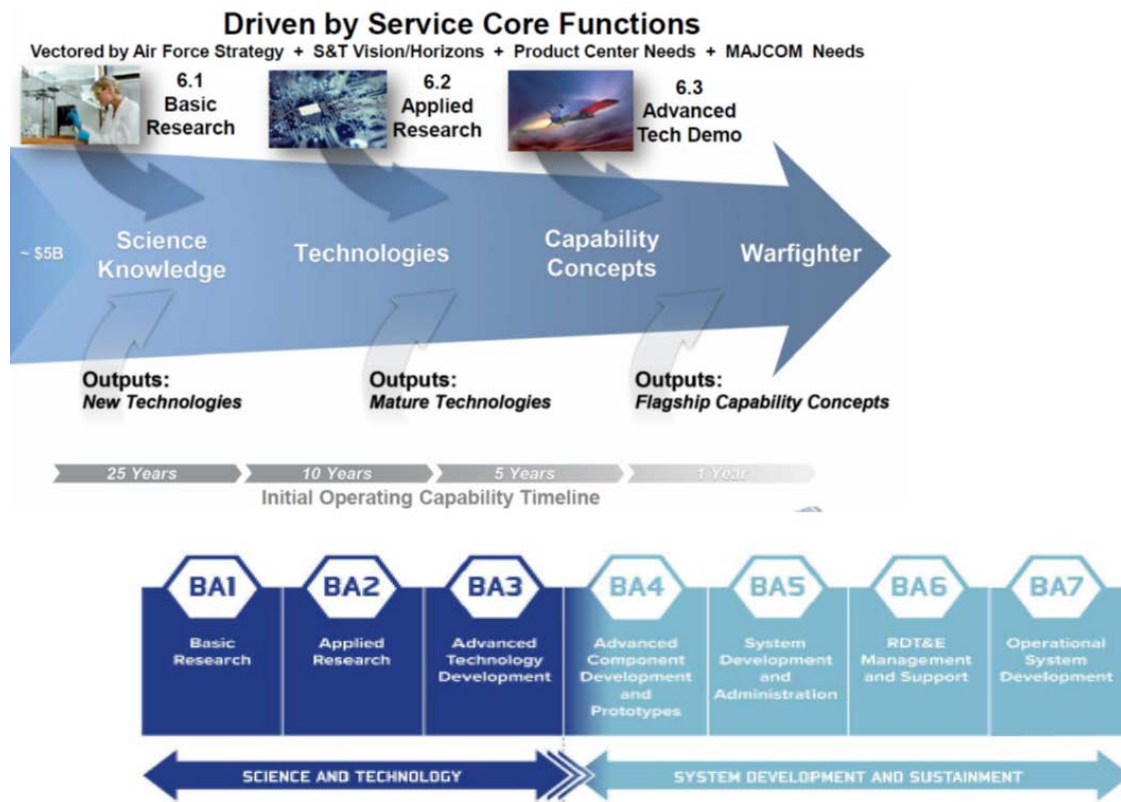 Driven by Service Core Functions
Vectored by Air Force Strategy + S&T Vision/Horizons + Product Center Needs + MAJCOM Needs
6.1
Basic
Research
6.2
Applied
Research
6.3
Advanced
Tech Demo
~ $5B
Science
Knowledge
Technologies
Capability
Concepts
Warfighter
Outputs:
New Technologies
Outputs:
Mature Technologies
Outputs:
Flagship Capability Concepts
25 Years
10 Years
5 Years
1 Year
Initial Operating Capability Timeline
BA1
Basic
Research
BA2
Applied
Research
BA3
Advanced
Technology
Development
BA4
Advanced
Component
Development
and
Prototypes
BA5
System
Development
and
Administration
BA6
RDT&E
Management
and Support
BA7
Operational
System
Development
SCIENCE AND TECHNOLOGY
SYSTEM DEVELOPMENT AND SUSTAINMENT